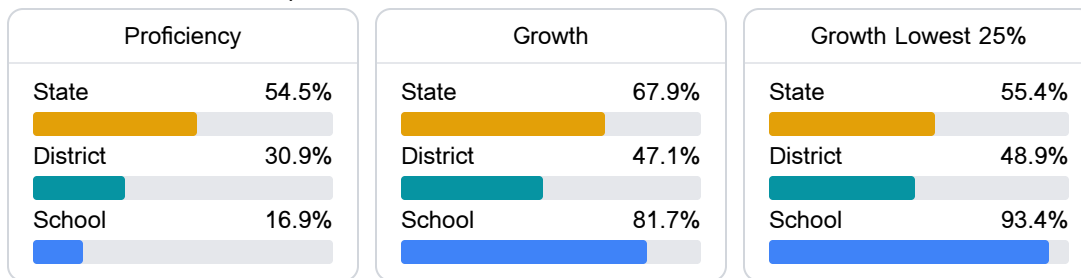 Proficiency
State 54.5%
District 30.9%
School 16.9%
Growth
State 67.9%
District 47.1%
School 81.7%
Growth Lowest 25%
State 55.4%
District 48.9%
School 93.4%